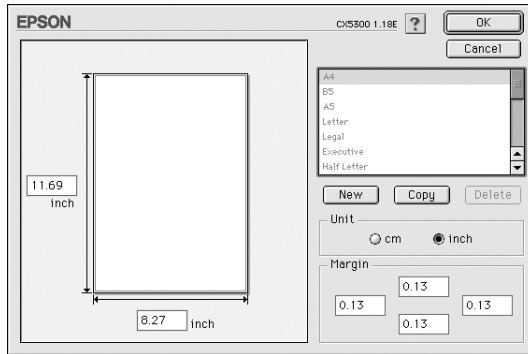 EPSON
CX5300 1.18E ? OK
Cancel
A4
B5
A5
Letter
Legal
Executive
Half Letter
New Copy Delete
Unit
cm inch
Margin
0.13
0.13 0.13
0.13
11.69
inch
8.27 inch